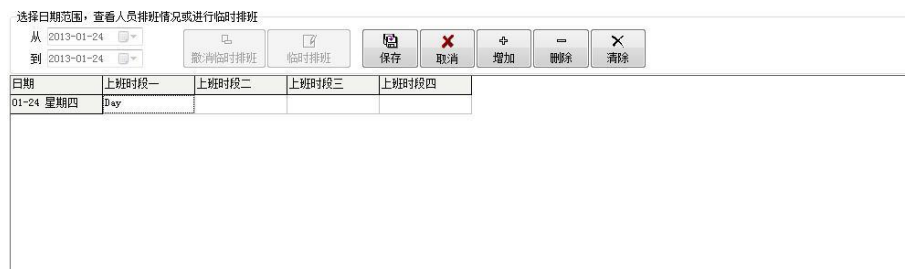 选择日期范围，查看人员排班情况或进行临时排班
从 2013-01-24
到 2013-01-24
撤消临时排班 临时排班 保存 取消 增加 删除 清除
日期 上班时段一 上班时段二 上班时段三 上班时段四
01-24 星期四 Day